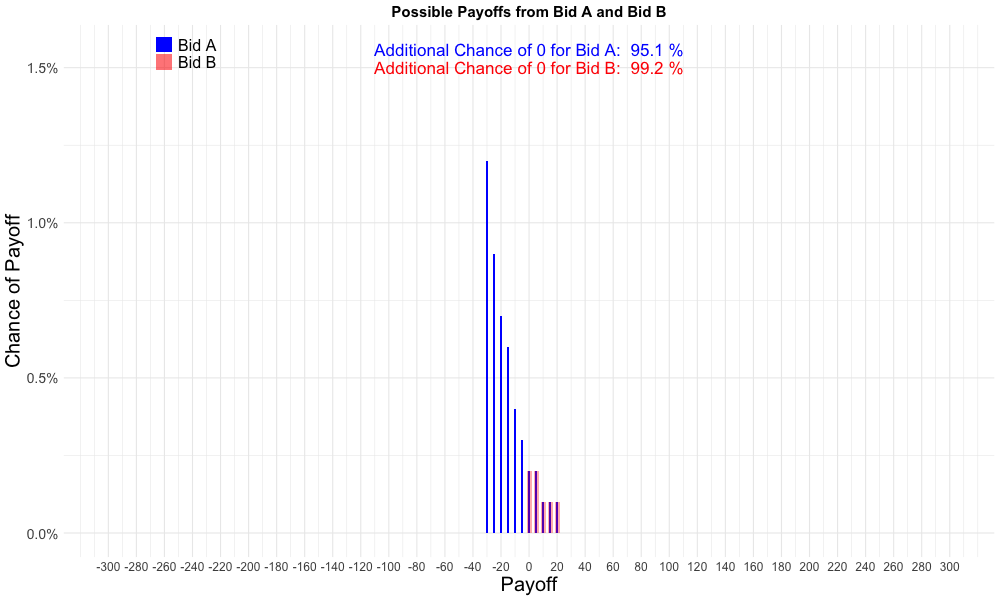 Possible Payoffs from Bid A and Bid B
Bid A
Bid B
Additional Chance of 0 for Bid A:  95.1 %
Additional Chance of 0 for Bid B:  99.2 %
Chance of Payoff
1.5%
1.0%
0.5%
0.0%
-300 -280 -260 -240 -220 -200 -180 -160 -140 -120 -100 -80 -60 -40 -20 0 20 40 60 80 100 120 140 160 180 200 220 240 260 280 300
Payoff